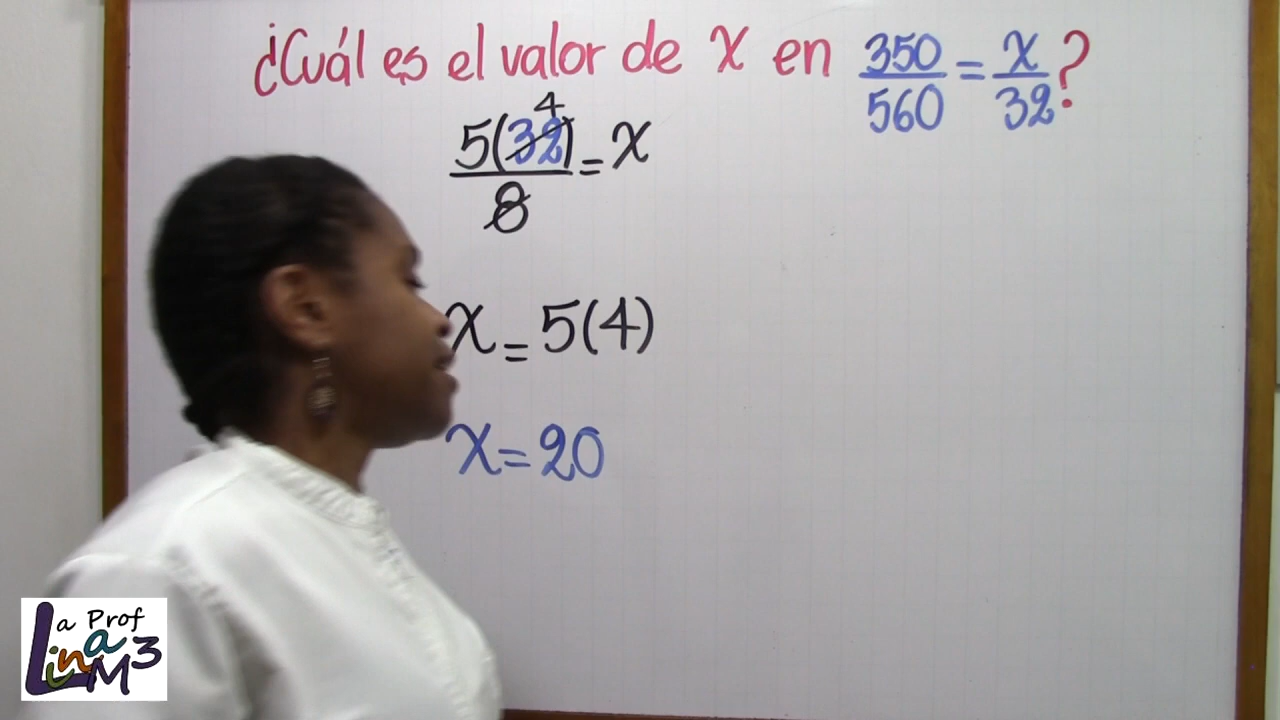 ¿Cuál es el valor de x en 350/560 = x/32?
5(32)/8 = x
4
x = 5(4)
x = 20
La Prof
Lina M3